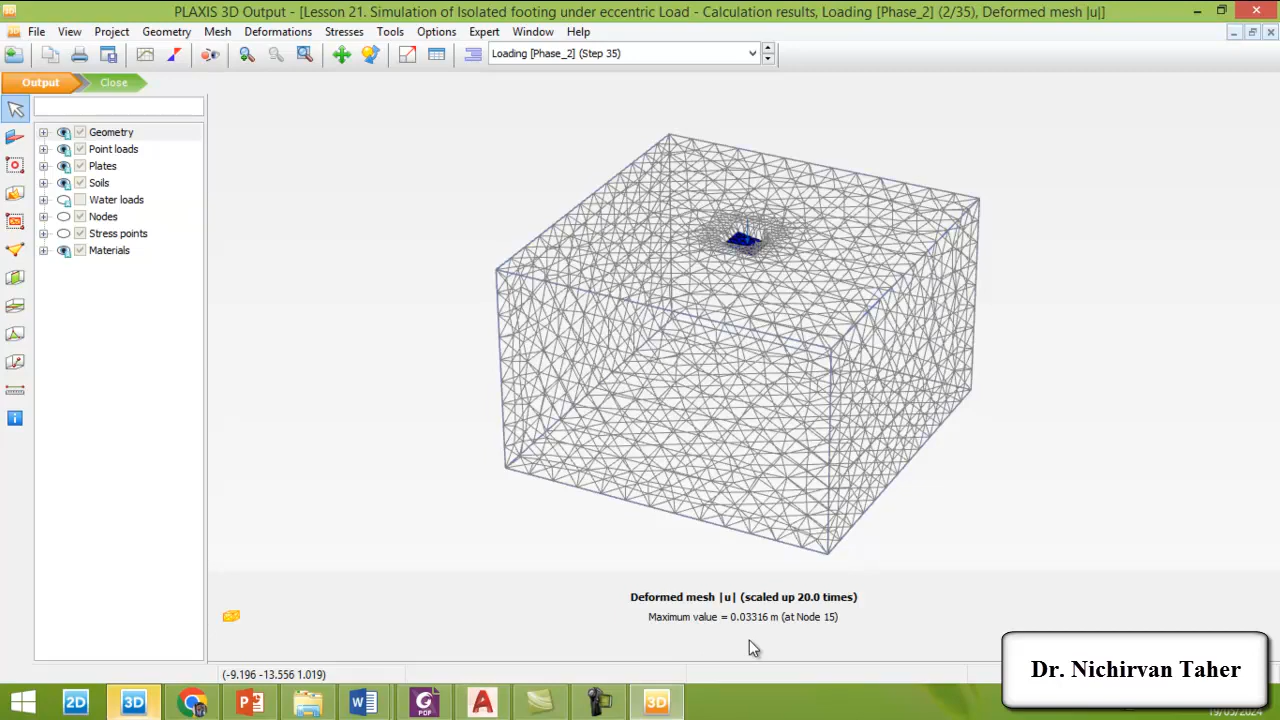 PLAXIS 3D Output - [Lesson 21. Simulation of Isolated footing under eccentric Load - Calculation results, Loading [Phase_2] (2/35), Deformed mesh |u|]
File View Project Geometry Mesh Deformations Stresses Tools Options Expert Window Help
Loading [Phase_2] (Step 35)
Output Close
Geometry
Point loads
Plates
Soils
Water loads
Nodes
Stress points
Materials
Deformed mesh |u| (scaled up 20.0 times)
Maximum value = 0.03316 m (at Node 15)
(-9.196 -13.556 1.019)
Dr. Nichirvan Taher
2D 3D PDF 3D
19/05/2024